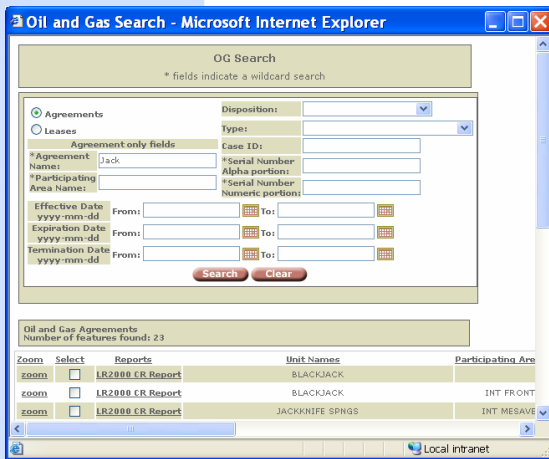 Oil and Gas Search - Microsoft Internet Explorer
OG Search
* fields indicate a wildcard search
Agreements
Leases
Agreement only fields
*Agreement Name: Jack
*Participating Area Name:
Disposition:
Type:
Case ID:
*Serial Number Alpha portion:
*Serial Number Numeric portion:
Effective Date yyyy-mm-dd From: To:
Expiration Date yyyy-mm-dd From: To:
Termination Date yyyy-mm-dd From: To:
Search Clear
Oil and Gas Agreements
Number of features found: 23
Zoom Select Reports Unit Names Participating Are
zoom LR2000 CR Report BLACKJACK
zoom LR2000 CR Report BLACKJACK INT FRONT
zoom LR2000 CR Report JACKKNIFE SPNGS INT MESAVE
Local intranet